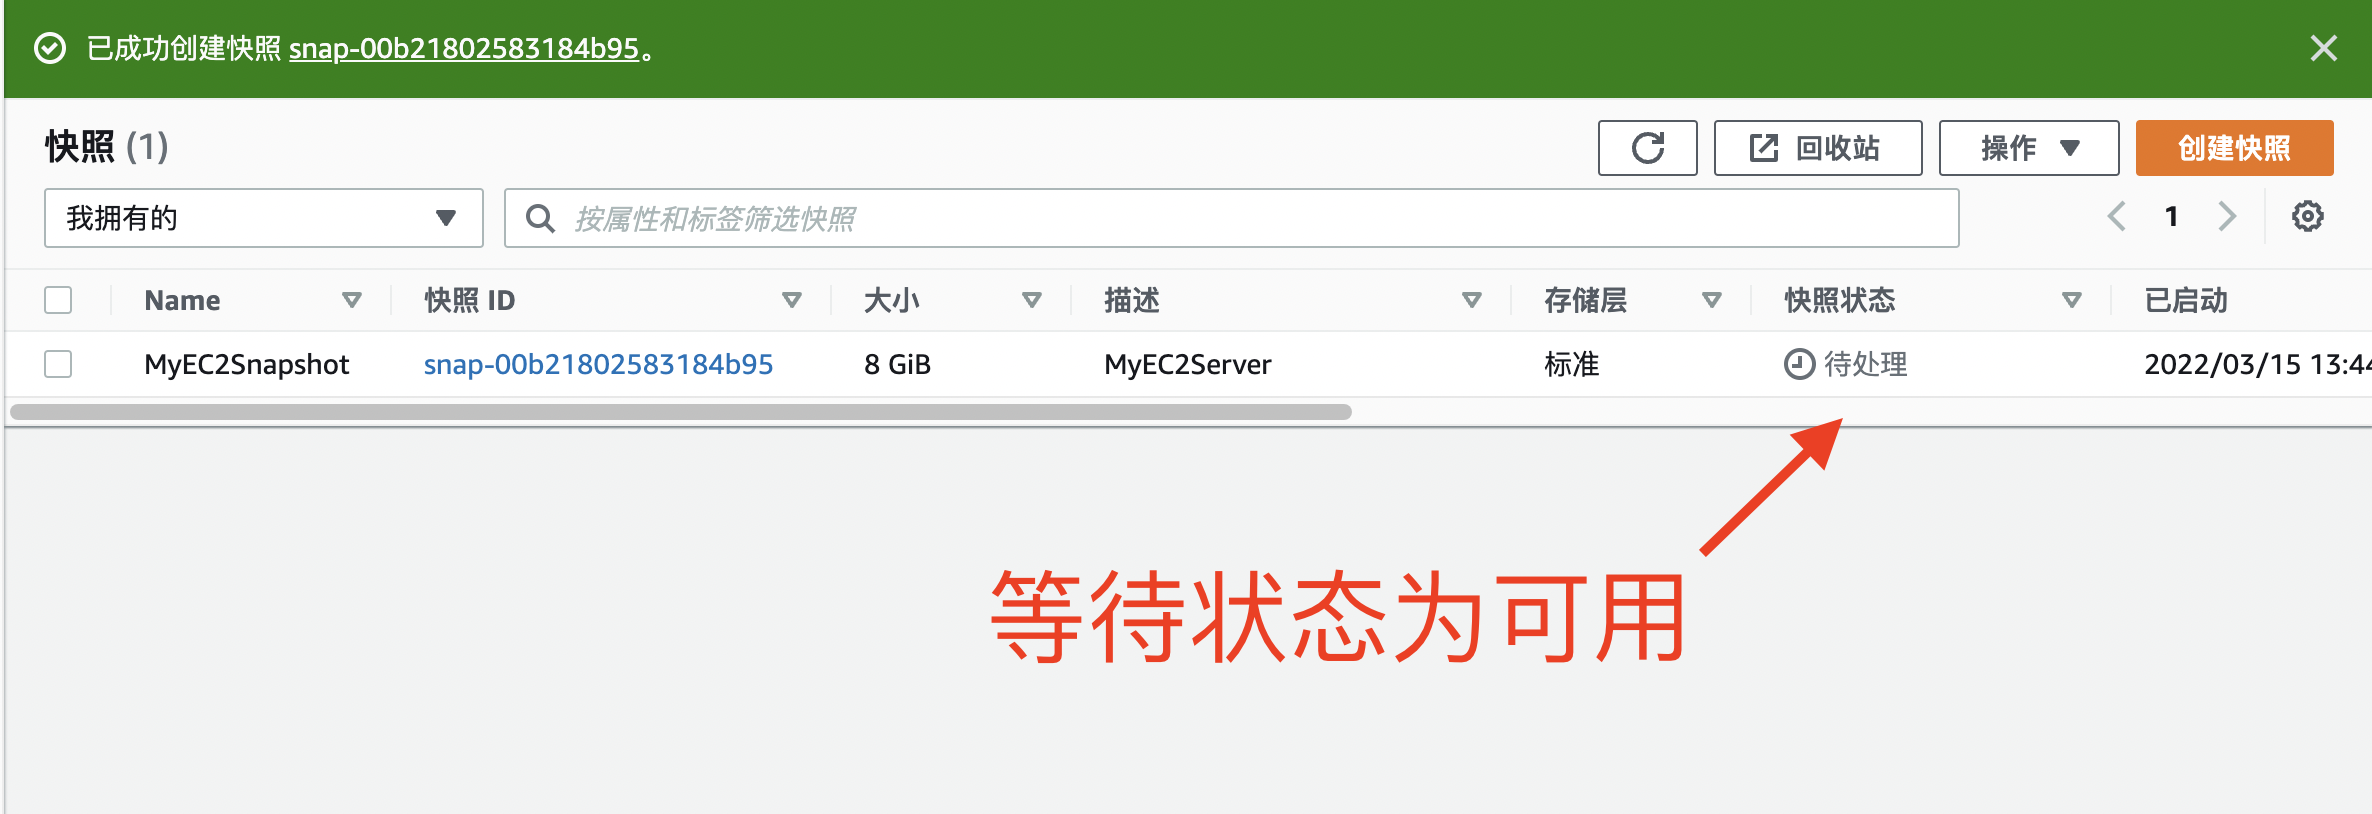 已成功创建快照 snap-00b21802583184b95。
快照 (1)
回收站
操作
创建快照
我拥有的
按属性和标签筛选快照
1
Name 快照 ID 大小 描述 存储层 快照状态 已启动
MyEC2Snapshot snap-00b21802583184b95 8 GiB MyEC2Server 标准 待处理 2022/03/15 13:44
等待状态为可用